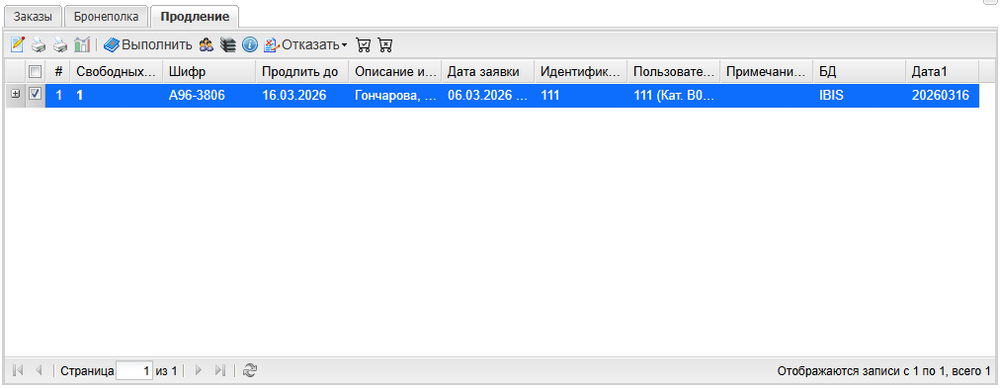 Заказы Бронеполка Продление
Выполнить Отказать
# Свободных... Шифр Продлить до Описание и... Дата заявки Идентифик... Пользовате... Примечани... БД Дата1
1 1 А96-3806 16.03.2026 Гончарова, ... 06.03.2026 ... 111 111 (Кат. В0... IBIS 20260316
Страница 1 из 1 Отображаются записи с 1 по 1, всего 1